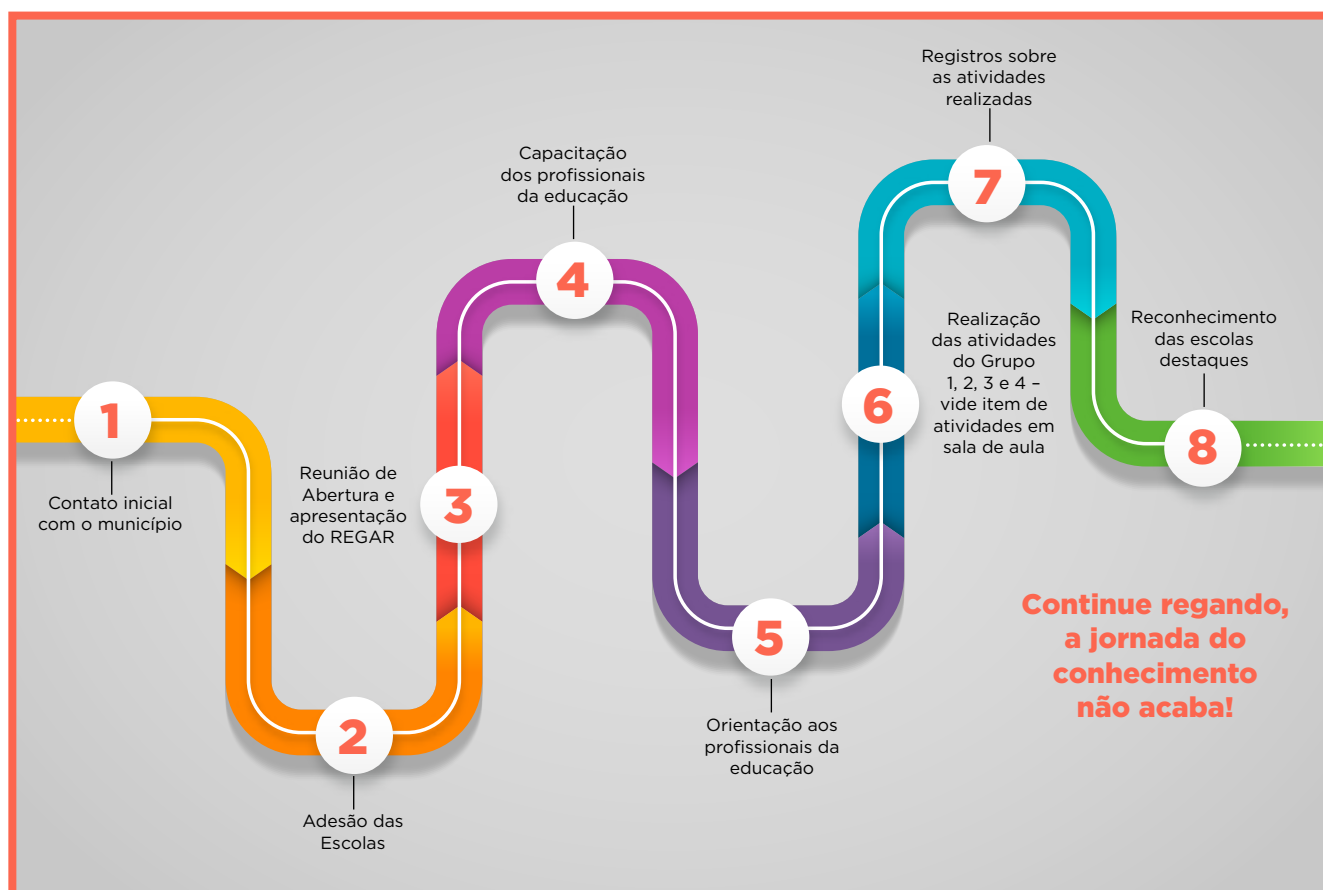 1
Contato inicial
com o município
2
Adesão das
Escolas
3
Reunião de
Abertura e
apresentação
do REGAR
4
Capacitação
dos profissionais
da educação
5
Orientação aos
profissionais da
educação
6
Realização
das atividades
do Grupo
1, 2, 3 e 4 –
vide item de
atividades em
sala de aula
7
Registros sobre
as atividades
realizadas
8
Reconhecimento
das escolas
destaques
Continue regando,
a jornada do
conhecimento
não acaba!